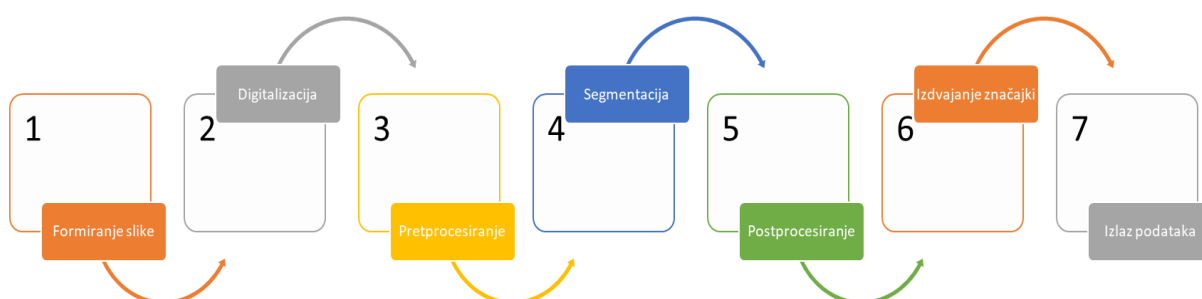 1
Formiranje slike
2
Digitalizacija
3
Pretprocesiranje
4
Segmentacija
5
Postprocesiranje
6
Izdvajanje značajki
7
Izlaz podataka